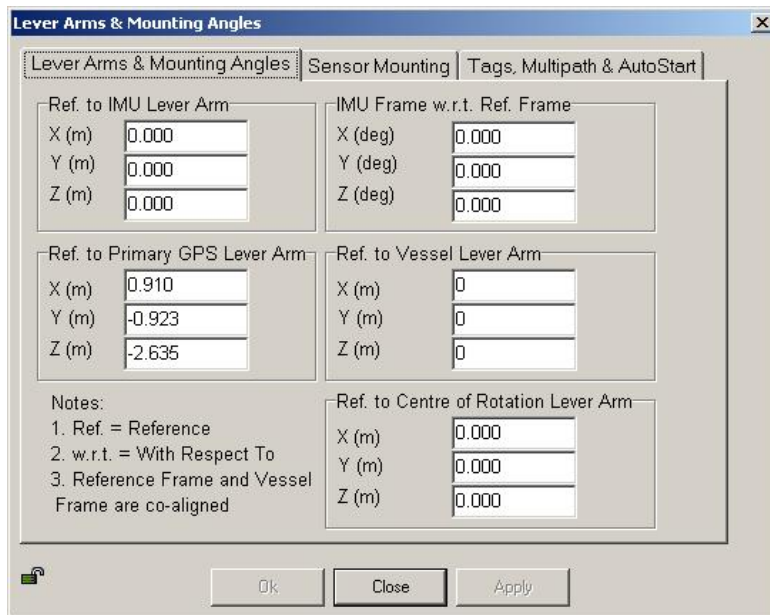 Lever Arms & Mounting Angles
Lever Arms & Mounting Angles Sensor Mounting Tags, Multipath & AutoStart
Ref. to IMU Lever Arm
X (m) 0.000
Y (m) 0.000
Z (m) 0.000
IMU Frame w.r.t. Ref. Frame
X (deg) 0.000
Y (deg) 0.000
Z (deg) 0.000
Ref. to Primary GPS Lever Arm
X (m) 0.910
Y (m) -0.923
Z (m) -2.635
Ref. to Vessel Lever Arm
X (m) 0
Y (m) 0
Z (m) 0
Notes:
1. Ref. = Reference
2. w.r.t. = With Respect To
3. Reference Frame and Vessel
Frame are co-aligned
Ref. to Centre of Rotation Lever Arm
X (m) 0.000
Y (m) 0.000
Z (m) 0.000
Ok Close Apply